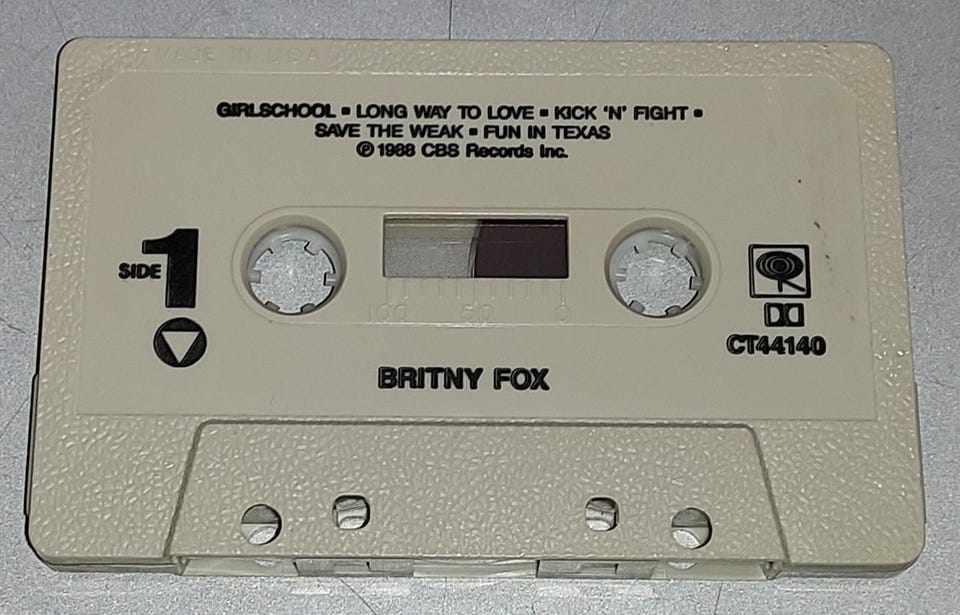 MADE IN U.S.A.
GIRLSCHOOL ▪ LONG WAY TO LOVE ▪ KICK 'N' FIGHT ▪
SAVE THE WEAK ▪ FUN IN TEXAS
℗ 1988 CBS Records Inc.
SIDE 1
100 50 0
CT44140
BRITNY FOX